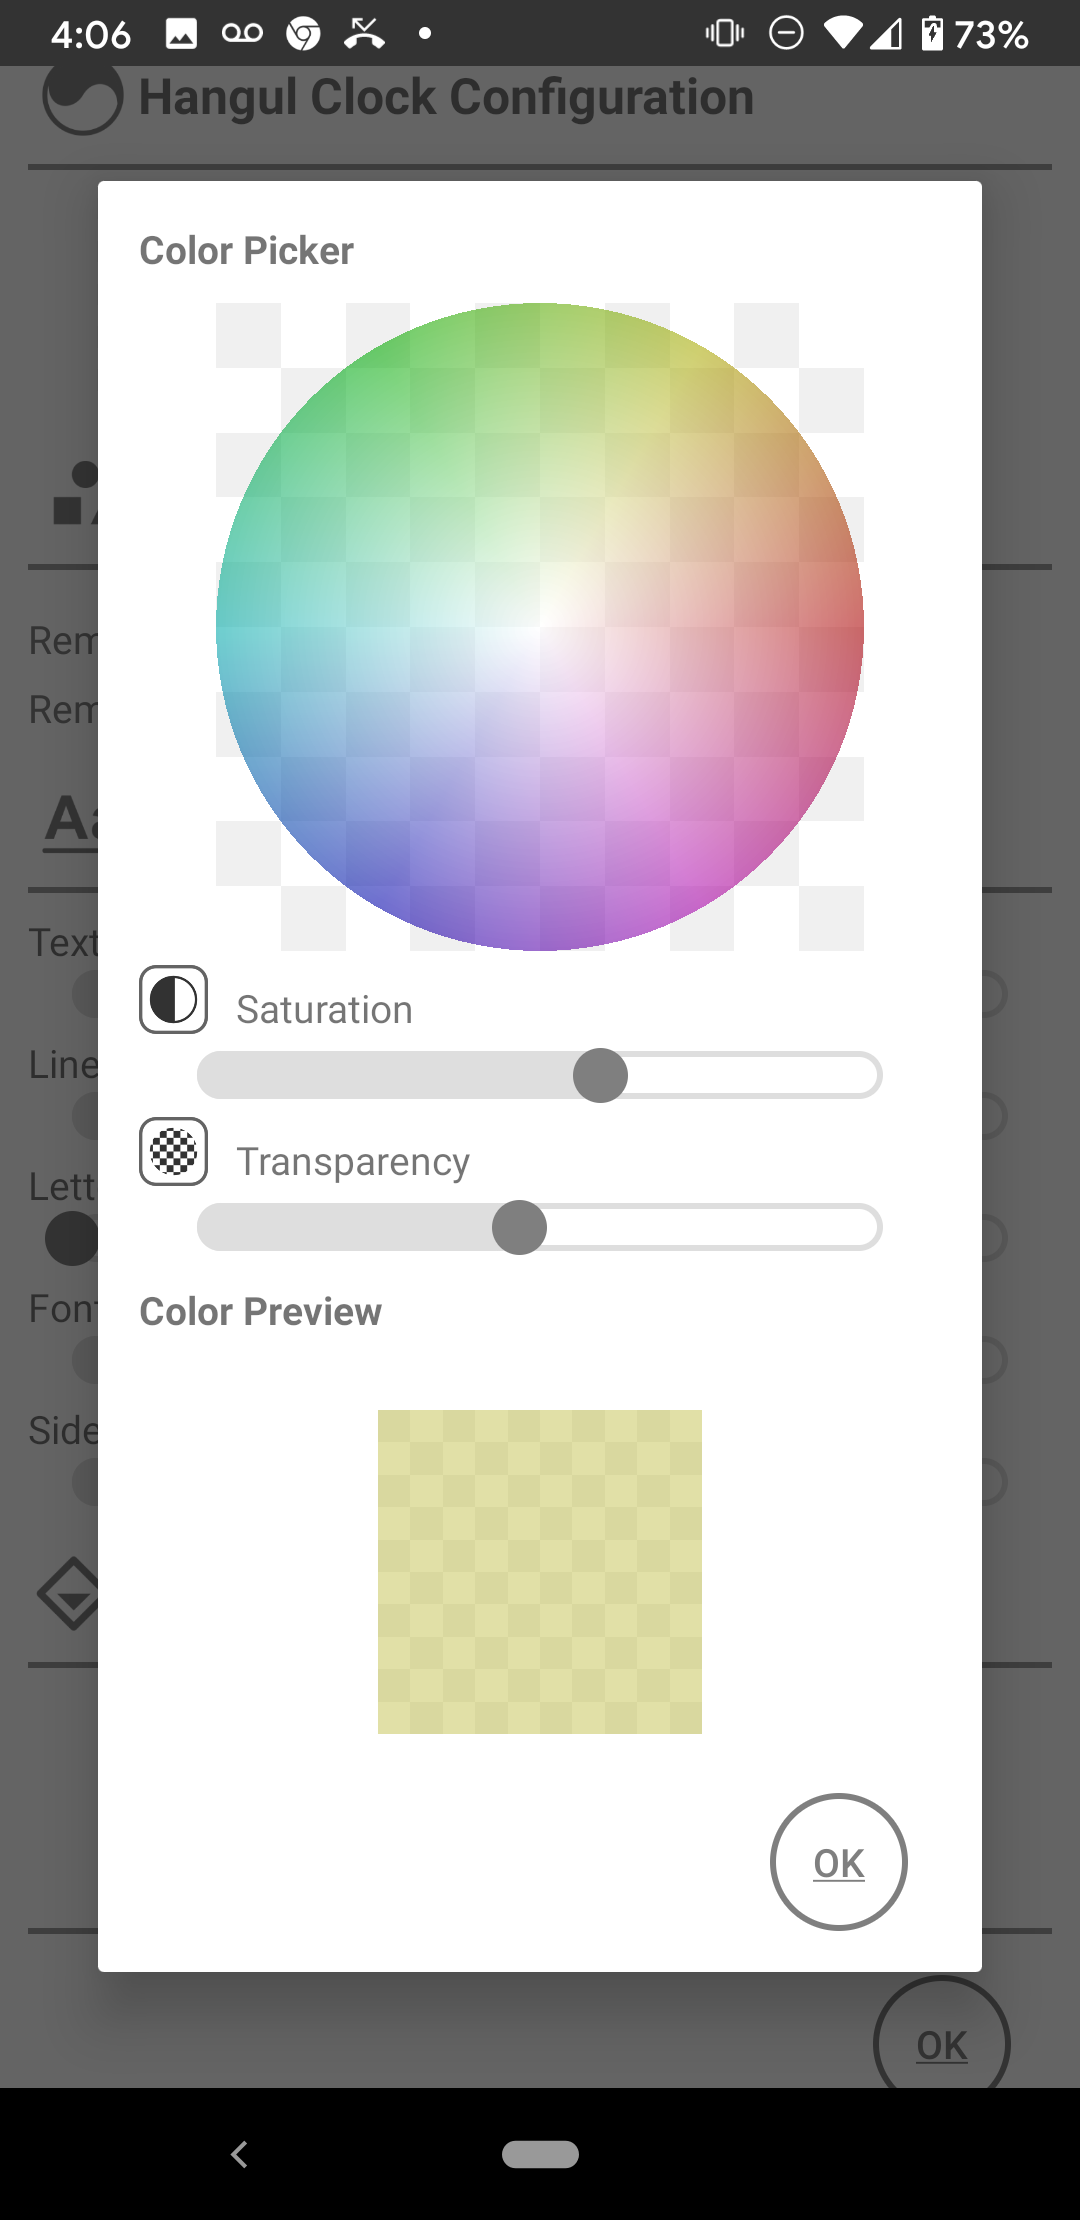 4:06
73%
Hangul Clock Configuration
Color Picker
Rem
Rem
Aa
Text
Saturation
Line
Transparency
Lett
Font
Color Preview
Side
OK
OK